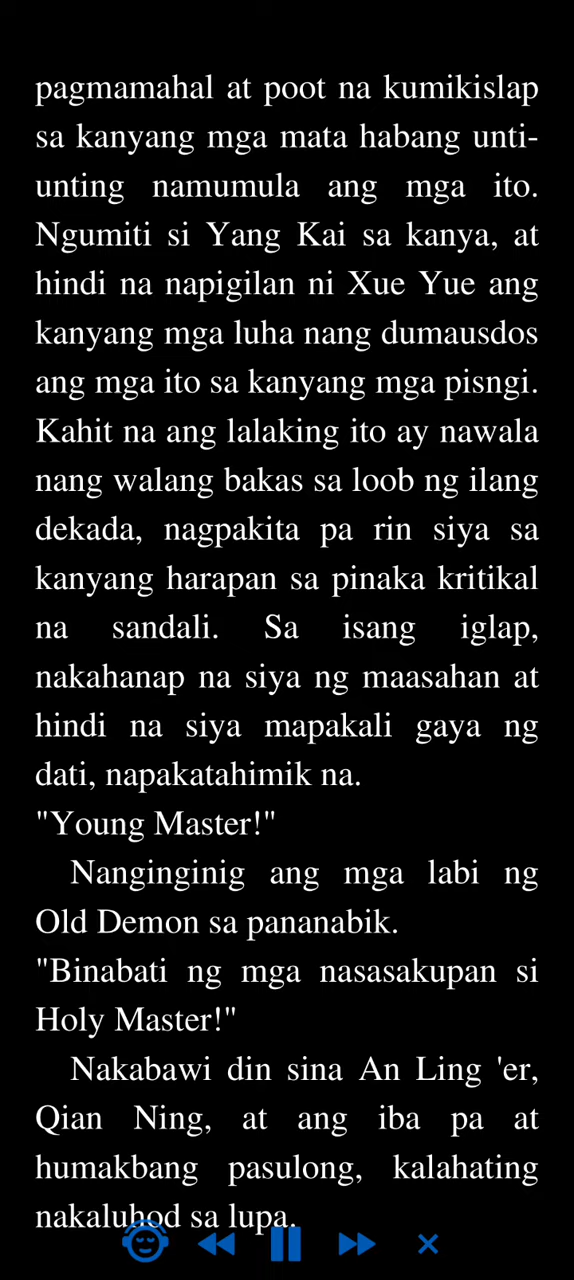 pagmamahal at poot na kumikislap
sa kanyang mga mata habang unti-
unting namumula ang mga ito.
Ngumiti si Yang Kai sa kanya, at
hindi na napigilan ni Xue Yue ang
kanyang mga luha nang dumausdos
ang mga ito sa kanyang mga pisngi.
Kahit na ang lalaking ito ay nawala
nang walang bakas sa loob ng ilang
dekada, nagpakita pa rin siya sa
kanyang harapan sa pinaka kritikal
na sandali. Sa isang iglap,
nakahanap na siya ng maasahan at
hindi na siya mapakali gaya ng
dati, napakatahimik na.
"Young Master!"
Nanginginig ang mga labi ng
Old Demon sa pananabik.
"Binabati ng mga nasasakupan si
Holy Master!"
Nakabawi din sina An Ling 'er,
Qian Ning, at ang iba pa at
humakbang pasulong, kalahating
nakaluhod sa lupa.